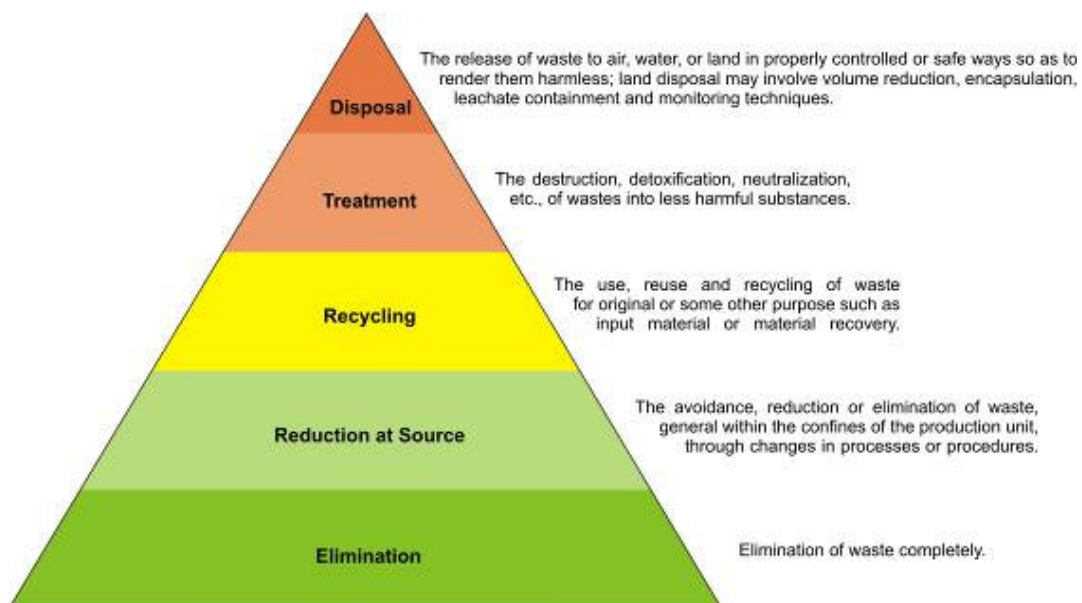 The release of waste to air, water, or land in properly controlled or safe ways so as to
render them harmless; land disposal may involve volume reduction, encapsulation,
leachate containment and monitoring techniques.
Disposal
The destruction, detoxification, neutralization,
etc., of wastes into less harmful substances.
Treatment
The use, reuse and recycling of waste
for original or some other purpose such as
input material or material recovery.
Recycling
The avoidance, reduction or elimination of waste,
general within the confines of the production unit,
through changes in processes or procedures.
Reduction at Source
Elimination
Elimination of waste completely.